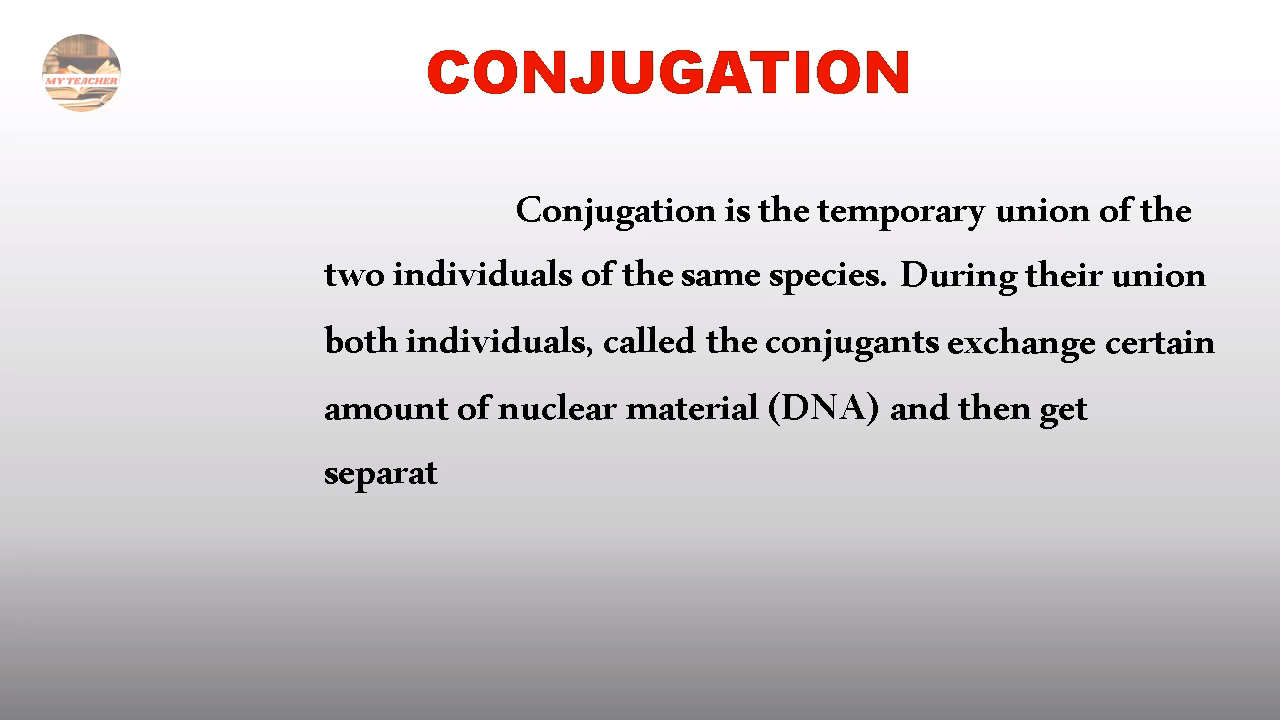 MY TEACHER
CONJUGATION
Conjugation is the temporary union of the
two individuals of the same species. During their union
both individuals, called the conjugants exchange certain
amount of nuclear material (DNA) and then get
separat